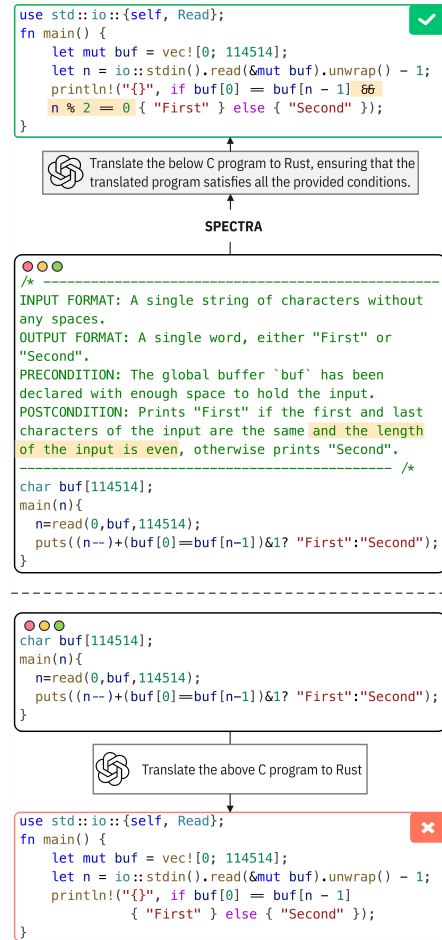 use std::io::{self, Read};
fn main() {
    let mut buf = vec![0; 114514];
    let n = io::stdin().read(&mut buf).unwrap() - 1;
    println!("{}", if buf[0] == buf[n - 1] &&
    n % 2 == 0 { "First" } else { "Second" });
}
Translate the below C program to Rust, ensuring that the
translated program satisfies all the provided conditions.
SPECTRA
/* ----------------------------------------
INPUT FORMAT: A single string of characters without
any spaces.
OUTPUT FORMAT: A single word, either "First" or
"Second".
PRECONDITION: The global buffer `buf` has been
declared with enough space to hold the input.
POSTCONDITION: Prints "First" if the first and last
characters of the input are the same and the length
of the input is even, otherwise prints "Second".
----------------------------------------------- /*
char buf[114514];
main(n){
  n=read(0,buf,114514);
  puts((n--)+(buf[0]==buf[n-1])&1? "First":"Second");
}
char buf[114514];
main(n){
  n=read(0,buf,114514);
  puts((n--)+(buf[0]==buf[n-1])&1? "First":"Second");
}
Translate the above C program to Rust
use std::io::{self, Read};
fn main() {
    let mut buf = vec![0; 114514];
    let n = io::stdin().read(&mut buf).unwrap() - 1;
    println!("{}", if buf[0] == buf[n - 1]
              { "First" } else { "Second" });
}